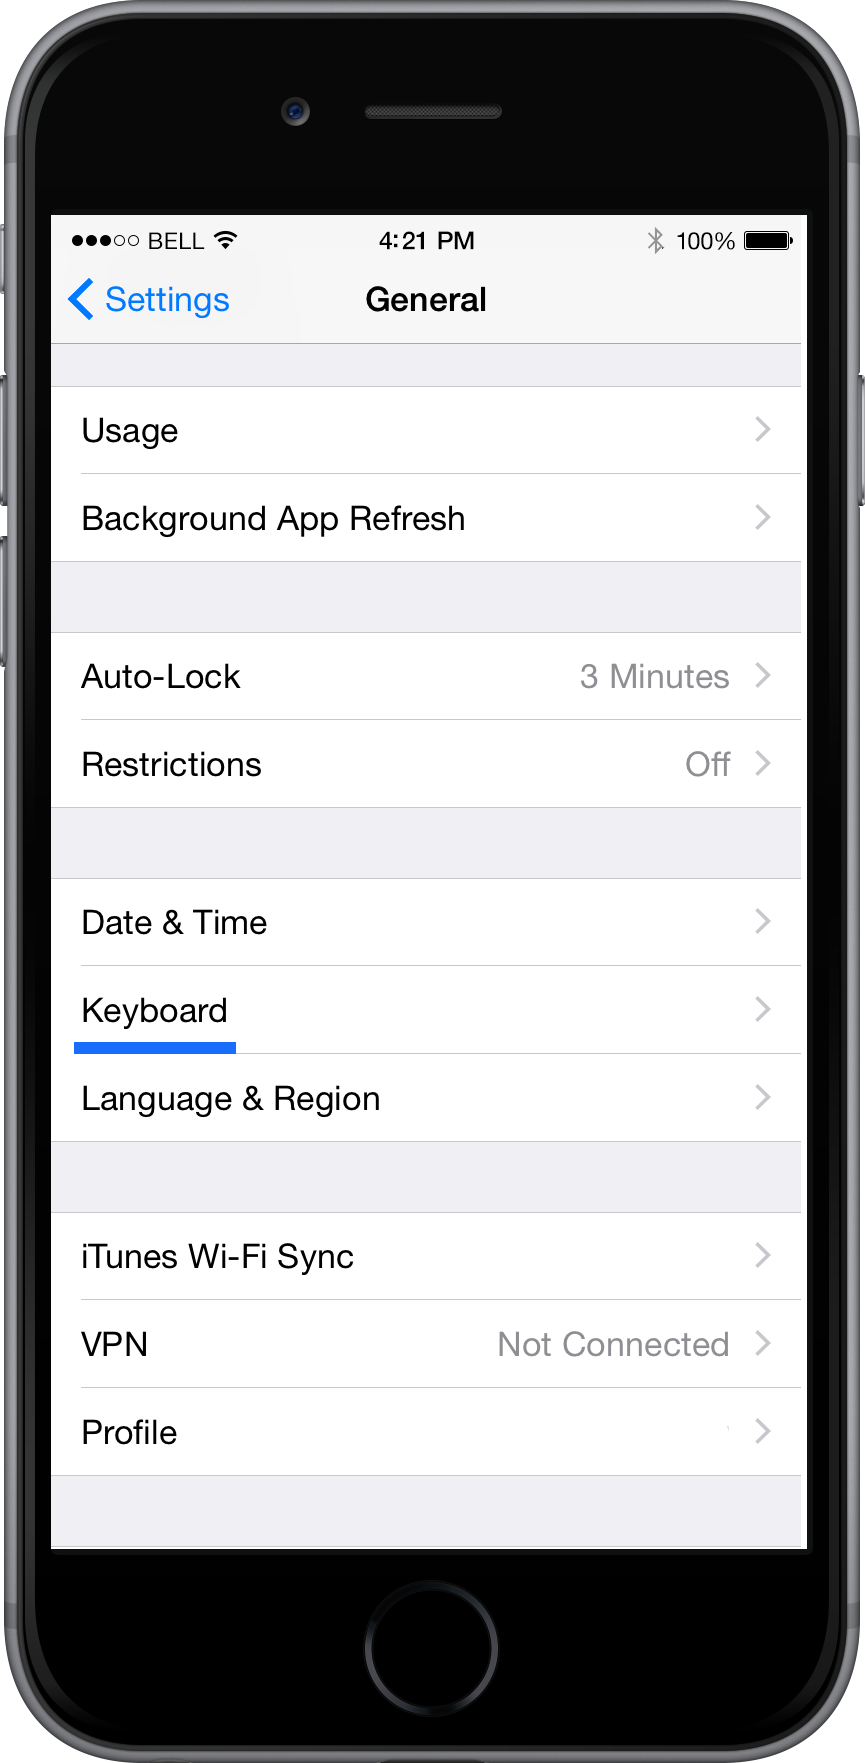 BELL 4:21 PM 100%
Settings General
Usage
Background App Refresh
Auto-Lock 3 Minutes
Restrictions Off
Date & Time
Keyboard
Language & Region
iTunes Wi-Fi Sync
VPN Not Connected
Profile